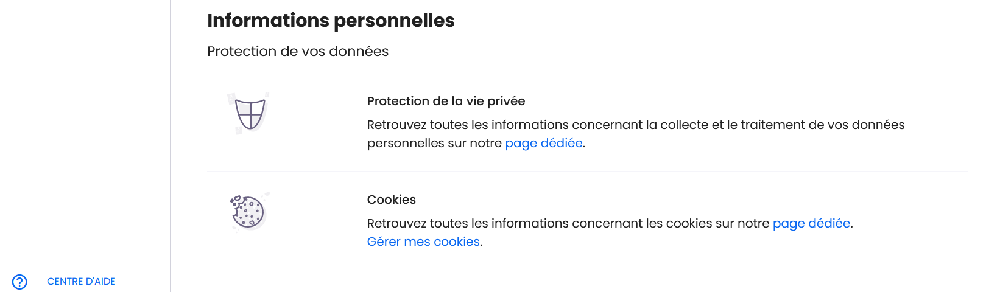 Informations personnelles
Protection de vos données
Protection de la vie privée
Retrouvez toutes les informations concernant la collecte et le traitement de vos données
personnelles sur notre page dédiée.
Cookies
Retrouvez toutes les informations concernant les cookies sur notre page dédiée.
Gérer mes cookies.
CENTRE D'AIDE